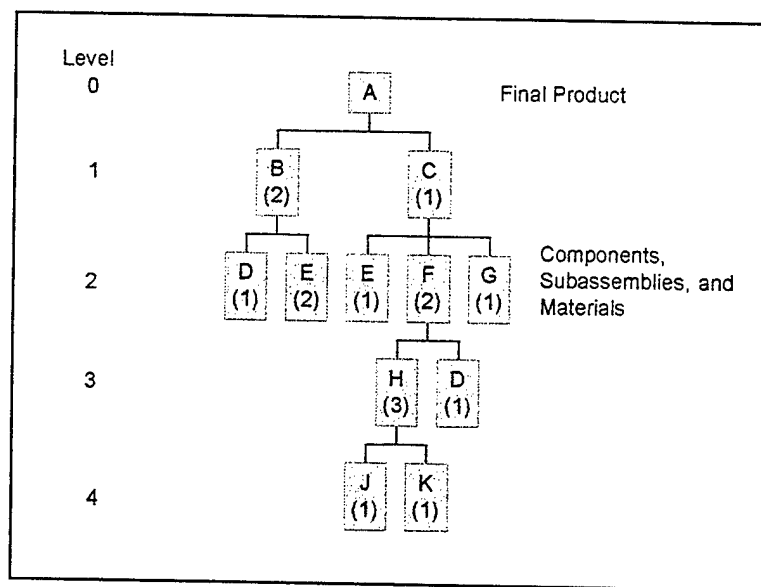 Level
0
A
Final Product
1
B
(2)
C
(1)
2
D
(1)
E
(2)
E
(1)
F
(2)
G
(1)
Components,
Subassemblies, and
Materials
3
H
(3)
D
(1)
4
J
(1)
K
(1)